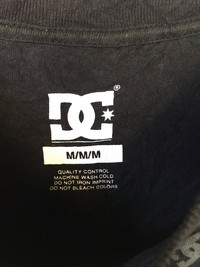 DC
®
M/M/M
QUALITY CONTROL
MACHINE WASH COLD
DO NOT IRON IMPRINT
DO NOT BLEACH COLORS